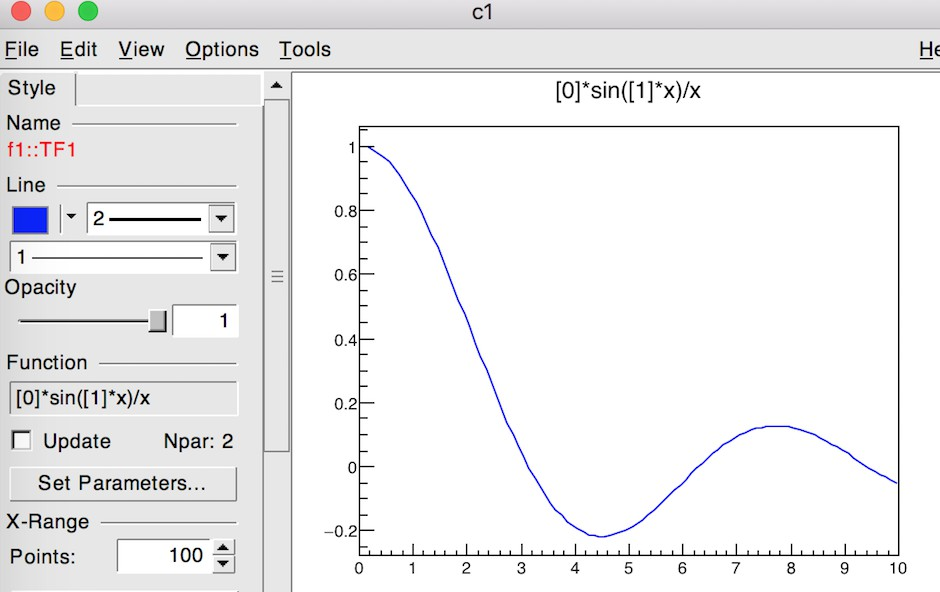 c1
File Edit View Options Tools He
Style
Name
f1::TF1
Line
2
1
Opacity
1
Function
[0]*sin([1]*x)/x
Update Npar: 2
Set Parameters...
X-Range
Points: 100
[0]*sin([1]*x)/x
1
0.8
0.6
0.4
0.2
0
−0.2
0 1 2 3 4 5 6 7 8 9 10